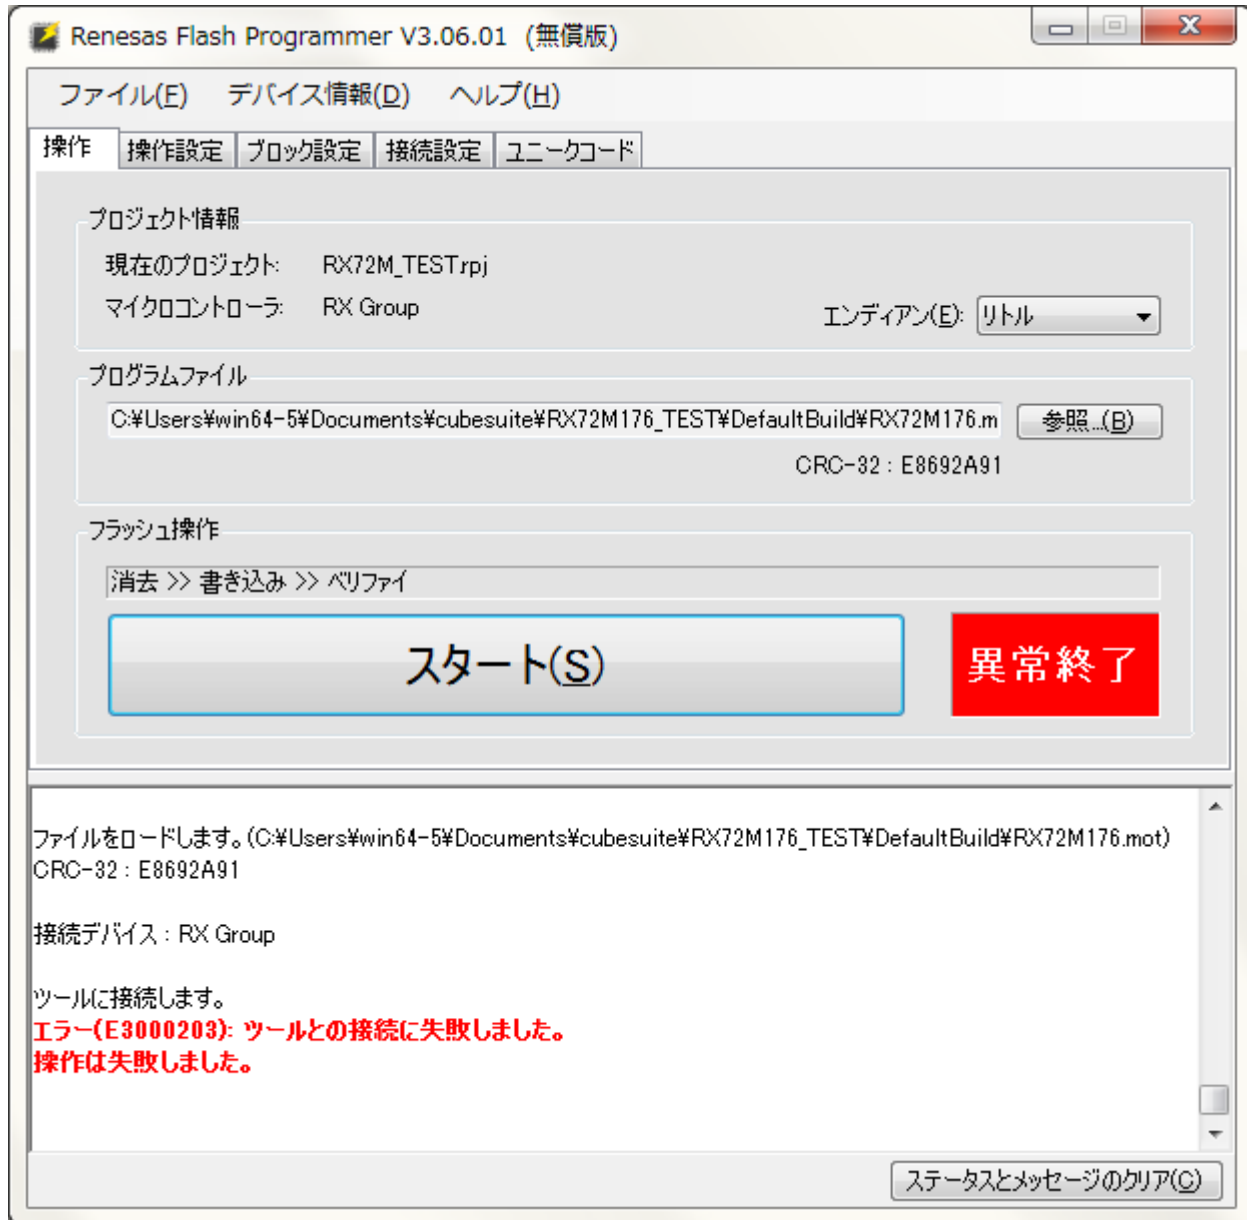 Renesas Flash Programmer V3.06.01 (無償版)
ファイル(F) デバイス情報(D) ヘルプ(H)
操作 操作設定 ブロック設定 接続設定 ユニークコード
プロジェクト情報
現在のプロジェクト: RX72M_TEST.rpj
マイクロコントローラ: RX Group エンディアン(E): リトル
プログラムファイル
C:¥Users¥win64-5¥Documents¥cubesuite¥RX72M176_TEST¥DefaultBuild¥RX72M176.m 参照...(B)
CRC-32 : E8692A91
フラッシュ操作
消去 >> 書き込み >> ベリファイ
スタート(S) 異常終了
ファイルをロードします。(C:¥Users¥win64-5¥Documents¥cubesuite¥RX72M176_TEST¥DefaultBuild¥RX72M176.mot)
CRC-32 : E8692A91
接続デバイス : RX Group
ツールに接続します。
エラー(E3000203): ツールとの接続に失敗しました。
操作は失敗しました。
ステータスとメッセージのクリア(C)